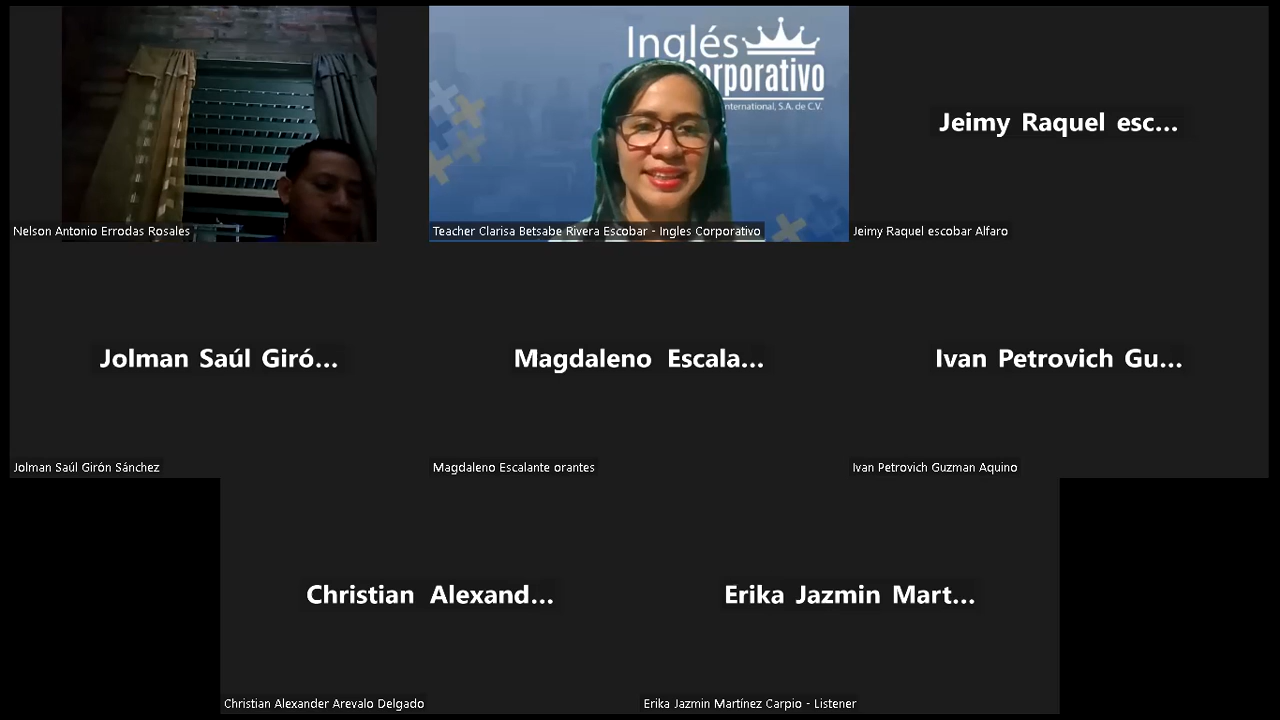 Inglés
Corporativo
International, S.A. de C.V.
Nelson Antonio Errodas Rosales
Teacher Clarisa Betsabe Rivera Escobar - Ingles Corporativo
Jeimy Raquel esc...
Jeimy Raquel escobar Alfaro
Jolman Saúl Giró...
Jolman Saúl Girón Sánchez
Magdaleno Escala...
Magdaleno Escalante orantes
Ivan Petrovich Gu...
Ivan Petrovich Guzman Aquino
Christian Alexand...
Christian Alexander Arevalo Delgado
Erika Jazmin Mart...
Erika Jazmin Martínez Carpio - Listener